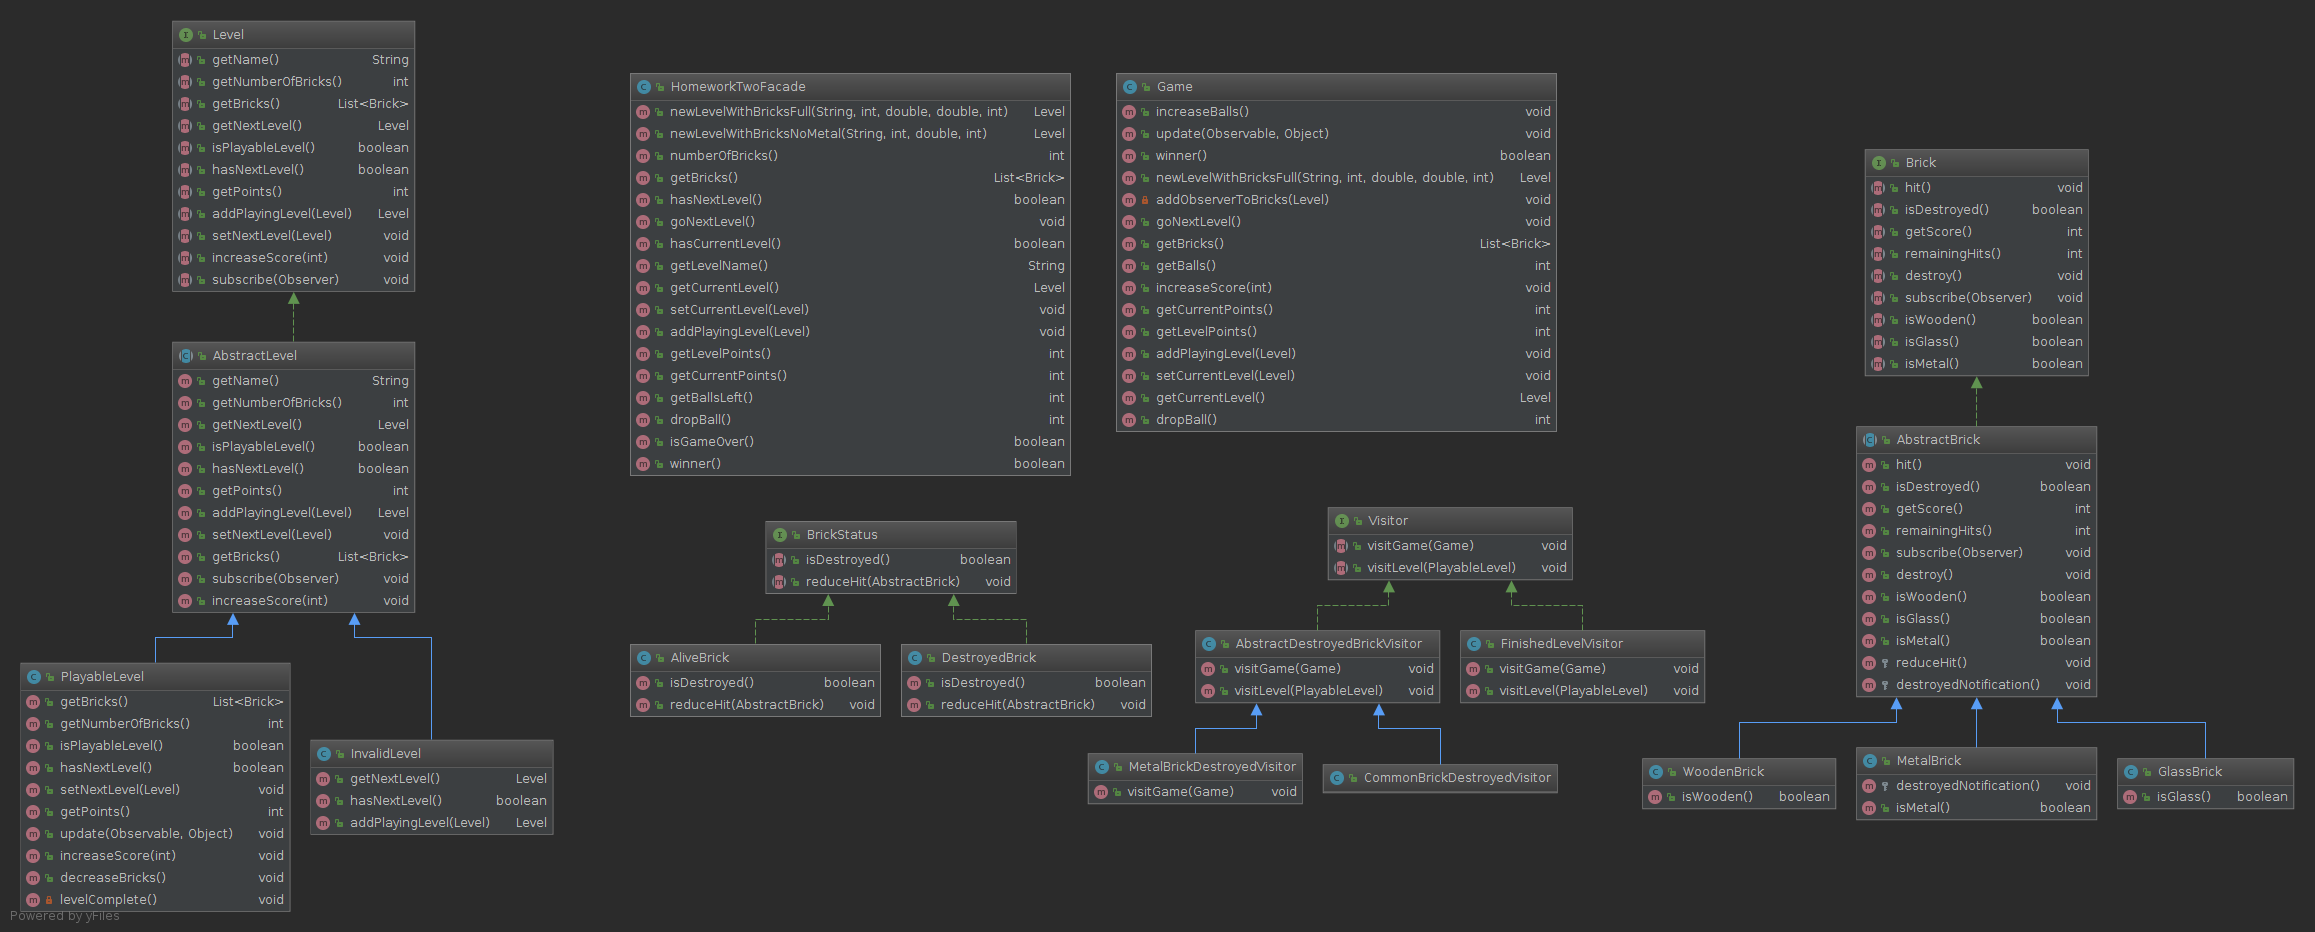 Level
getName() String
getNumberOfBricks() int
getBricks() List<Brick>
getNextLevel() Level
isPlayableLevel() boolean
hasNextLevel() boolean
getPoints() int
addPlayingLevel(Level) Level
setNextLevel(Level) void
increaseScore(int) void
subscribe(Observer) void
AbstractLevel
getName() String
getNumberOfBricks() int
getNextLevel() Level
isPlayableLevel() boolean
hasNextLevel() boolean
getPoints() int
addPlayingLevel(Level) Level
setNextLevel(Level) void
getBricks() List<Brick>
subscribe(Observer) void
increaseScore(int) void
PlayableLevel
getBricks() List<Brick>
getNumberOfBricks() int
isPlayableLevel() boolean
hasNextLevel() boolean
setNextLevel(Level) void
getPoints() int
update(Observable, Object) void
increaseScore(int) void
decreaseBricks() void
levelComplete() void
InvalidLevel
getNextLevel() Level
hasNextLevel() boolean
addPlayingLevel(Level) Level
HomeworkTwoFacade
newLevelWithBricksFull(String, int, double, double, int) Level
newLevelWithBricksNoMetal(String, int, double, int) Level
numberOfBricks() int
getBricks() List<Brick>
hasNextLevel() boolean
goNextLevel() void
hasCurrentLevel() boolean
getLevelName() String
getCurrentLevel() Level
setCurrentLevel(Level) void
addPlayingLevel(Level) void
getLevelPoints() int
getCurrentPoints() int
getBallsLeft() int
dropBall() int
isGameOver() boolean
winner() boolean
Game
increaseBalls() void
update(Observable, Object) void
winner() boolean
newLevelWithBricksFull(String, int, double, double, int) Level
addObserverToBricks(Level) void
goNextLevel() void
getBricks() List<Brick>
getBalls() int
increaseScore(int) void
getCurrentPoints() int
getLevelPoints() int
addPlayingLevel(Level) void
setCurrentLevel(Level) void
getCurrentLevel() Level
dropBall() int
BrickStatus
isDestroyed() boolean
reduceHit(AbstractBrick) void
AliveBrick
isDestroyed() boolean
reduceHit(AbstractBrick) void
DestroyedBrick
isDestroyed() boolean
reduceHit(AbstractBrick) void
Visitor
visitGame(Game) void
visitLevel(PlayableLevel) void
AbstractDestroyedBrickVisitor
visitGame(Game) void
visitLevel(PlayableLevel) void
FinishedLevelVisitor
visitGame(Game) void
visitLevel(PlayableLevel) void
MetalBrickDestroyedVisitor
visitGame(Game) void
CommonBrickDestroyedVisitor
Brick
hit() void
isDestroyed() boolean
getScore() int
remainingHits() int
destroy() void
subscribe(Observer) void
isWooden() boolean
isGlass() boolean
isMetal() boolean
AbstractBrick
hit() void
isDestroyed() boolean
getScore() int
remainingHits() int
subscribe(Observer) void
destroy() void
isWooden() boolean
isGlass() boolean
isMetal() boolean
reduceHit() void
destroyedNotification() void
WoodenBrick
isWooden() boolean
MetalBrick
destroyedNotification() void
isMetal() boolean
GlassBrick
isGlass() boolean
Powered by yFiles